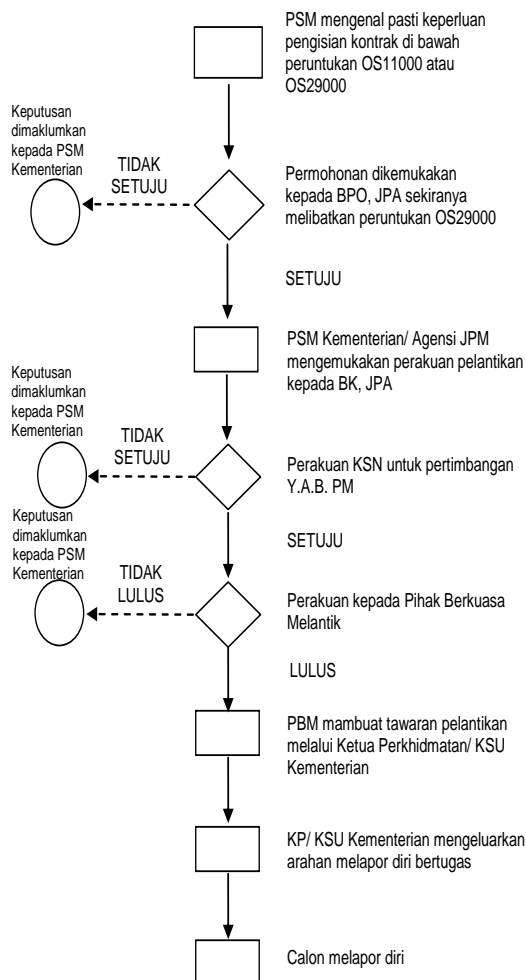 PSM mengenal pasti keperluan
pengisian kontrak di bawah
peruntukan OS11000 atau
OS29000
Keputusan
dimaklumkan
kepada PSM
Kementerian
TIDAK
SETUJU
Permohonan dikemukakan
kepada BPO, JPA sekiranya
melibatkan peruntukan OS29000
SETUJU
PSM Kementerian/ Agensi JPM
mengemukakan perakuan pelantikan
kepada BK, JPA
Keputusan
dimaklumkan
kepada PSM
Kementerian
TIDAK
SETUJU
Perakuan KSN untuk pertimbangan
Y.A.B. PM
SETUJU
Keputusan
dimaklumkan
kepada PSM
Kementerian
TIDAK
LULUS
Perakuan kepada Pihak Berkuasa
Melantik
LULUS
PBM mambuat tawaran pelantikan
melalui Ketua Perkhidmatan/ KSU
Kementerian
KP/ KSU Kementerian mengeluarkan
arahan melapor diri bertugas
Calon melapor diri